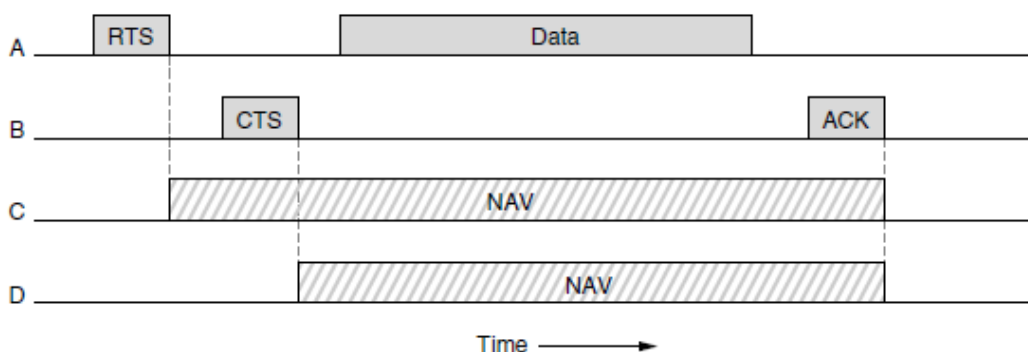 A RTS Data
B CTS ACK
C NAV
D NAV
Time